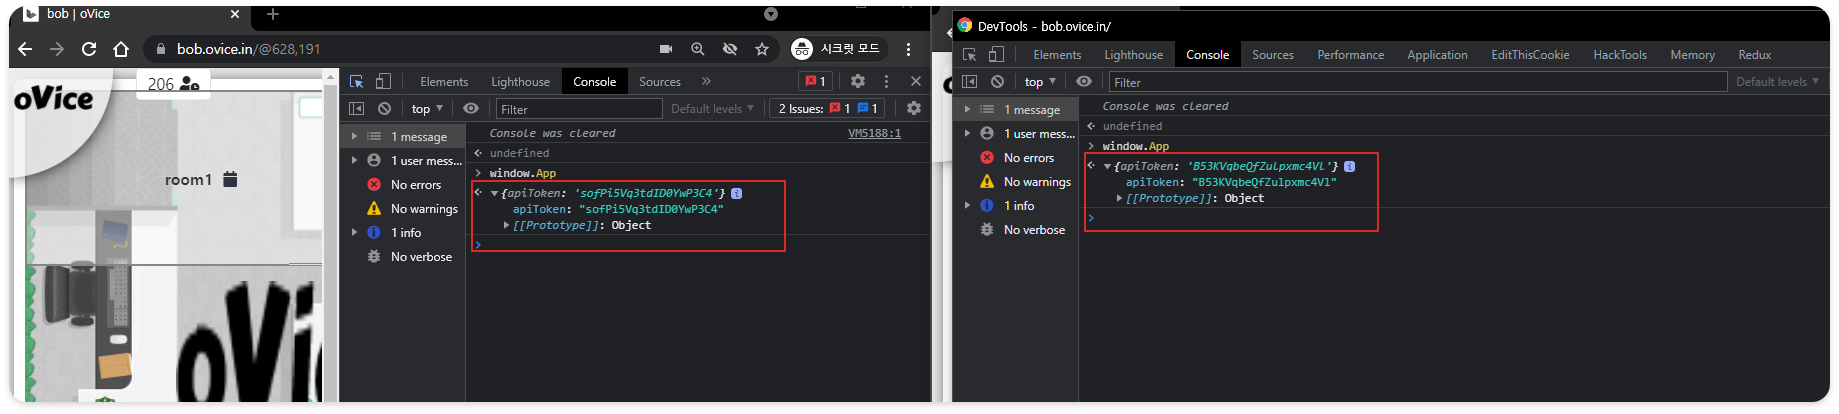 bob | oVice
bob.ovice.in/@628,191
시크릿 모드
oVice
206
room1
oVi
Elements Lighthouse Console Sources
1
top
Filter
Default levels
2 Issues: 1 1
1 message
1 user mess...
No errors
No warnings
1 info
No verbose
Console was cleared
VM5188:1
undefined
window.App
{apiToken: 'sofPi5Vq3tdID0YwP3C4'}
apiToken: "sofPi5Vq3tdID0YwP3C4"
[[Prototype]]: Object
DevTools - bob.ovice.in/
Elements Lighthouse Console Sources Performance Application EditThisCookie HackTools Memory Redux
top
Filter
Default levels
1 message
1 user mess...
No errors
No warnings
1 info
No verbose
Console was cleared
undefined
window.App
{apiToken: 'B53KVqbeQfZulpxmc4Vl'}
apiToken: "B53KVqbeQfZulpxmc4Vl"
[[Prototype]]: Object